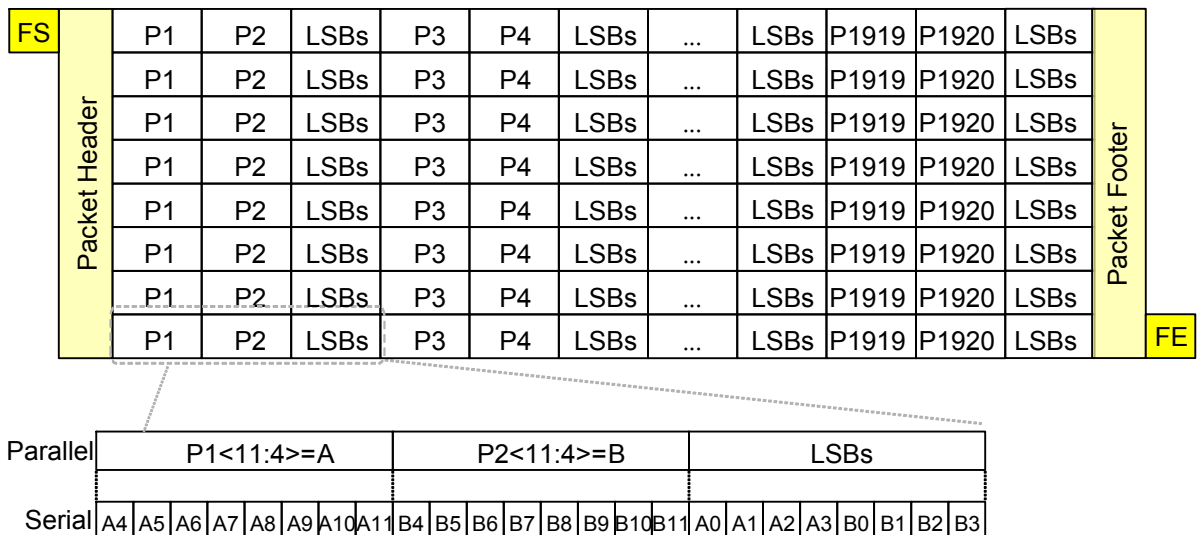 FS P1 P2 LSBs P3 P4 LSBs ... LSBs P1919 P1920 LSBs
P1 P2 LSBs P3 P4 LSBs ... LSBs P1919 P1920 LSBs
P1 P2 LSBs P3 P4 LSBs ... LSBs P1919 P1920 LSBs
P1 P2 LSBs P3 P4 LSBs ... LSBs P1919 P1920 LSBs
P1 P2 LSBs P3 P4 LSBs ... LSBs P1919 P1920 LSBs
P1 P2 LSBs P3 P4 LSBs ... LSBs P1919 P1920 LSBs
P1 P2 LSBs P3 P4 LSBs ... LSBs P1919 P1920 LSBs
P1 P2 LSBs P3 P4 LSBs ... LSBs P1919 P1920 LSBs FE
Packet Header
Packet Footer
Parallel P1<11:4>=A P2<11:4>=B LSBs
Serial A4 A5 A6 A7 A8 A9 A10 A11 B4 B5 B6 B7 B8 B9 B10 B11 A0 A1 A2 A3 B0 B1 B2 B3